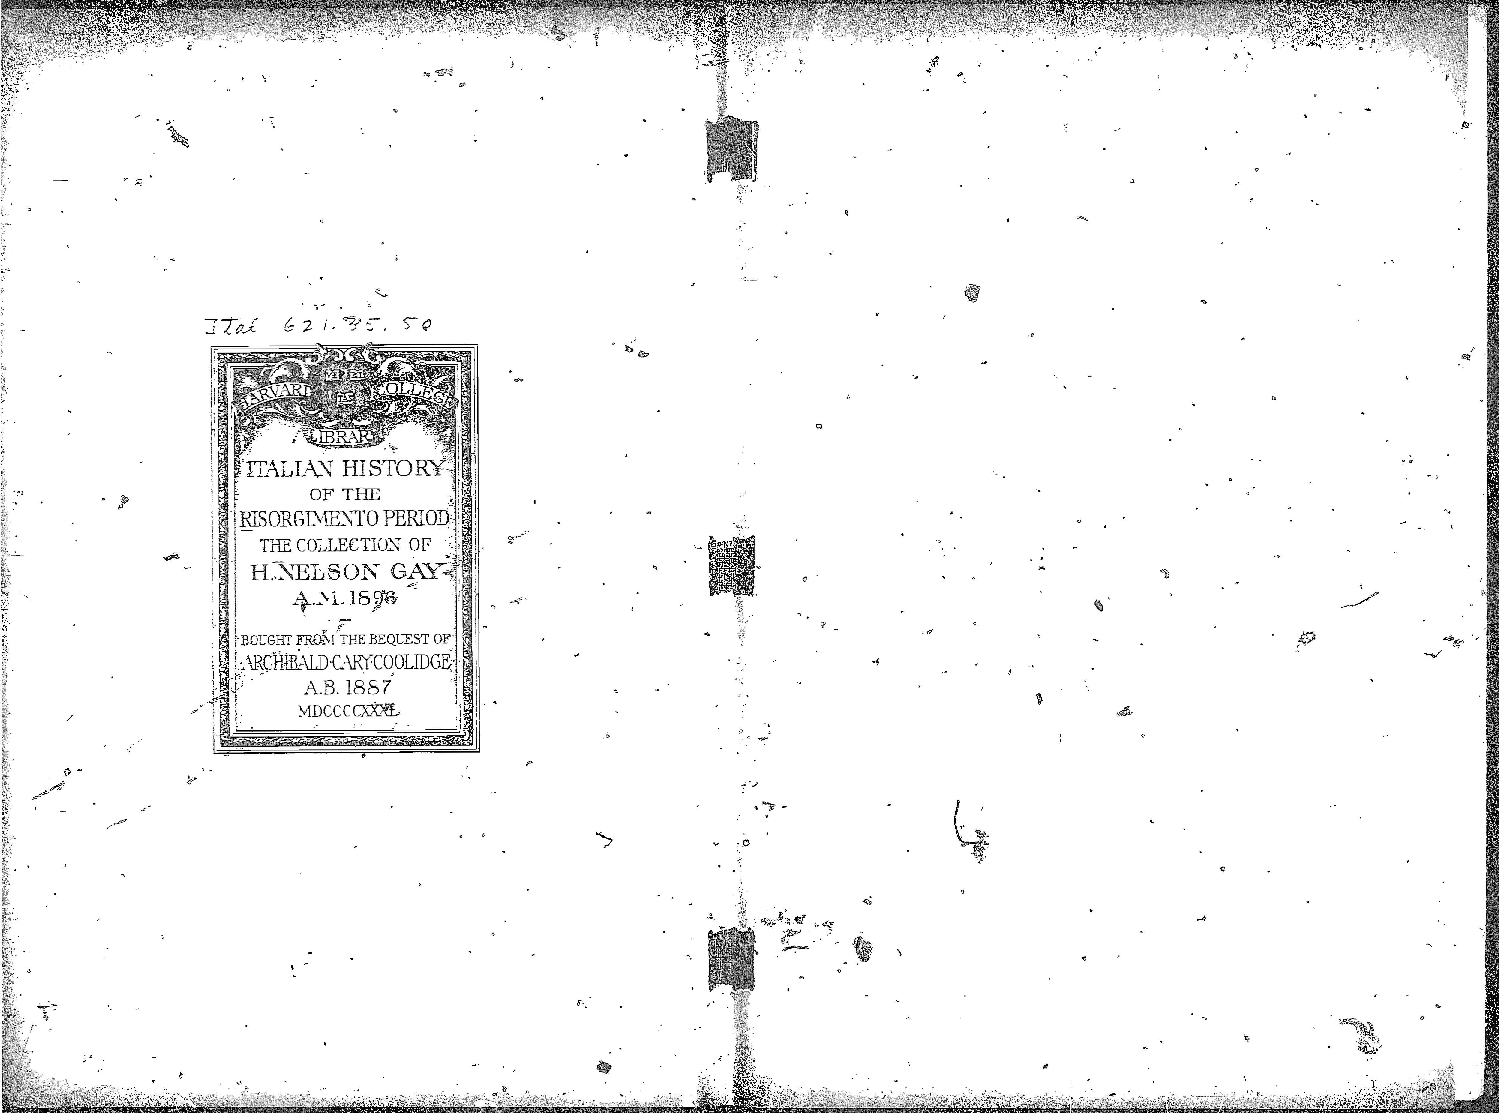 Ital 621.35.50
HARVARD COLLEGE
LIBRARY
ITALIAN HISTORY
OF THE
RISORGIMENTO PERIOD
THE COLLECTION OF
H. NELSON GAY
A.M. 1896
BOUGHT FROM THE BEQUEST OF
ARCHIBALD CARY COOLIDGE
A.B. 1887
MDCCCCXXXI